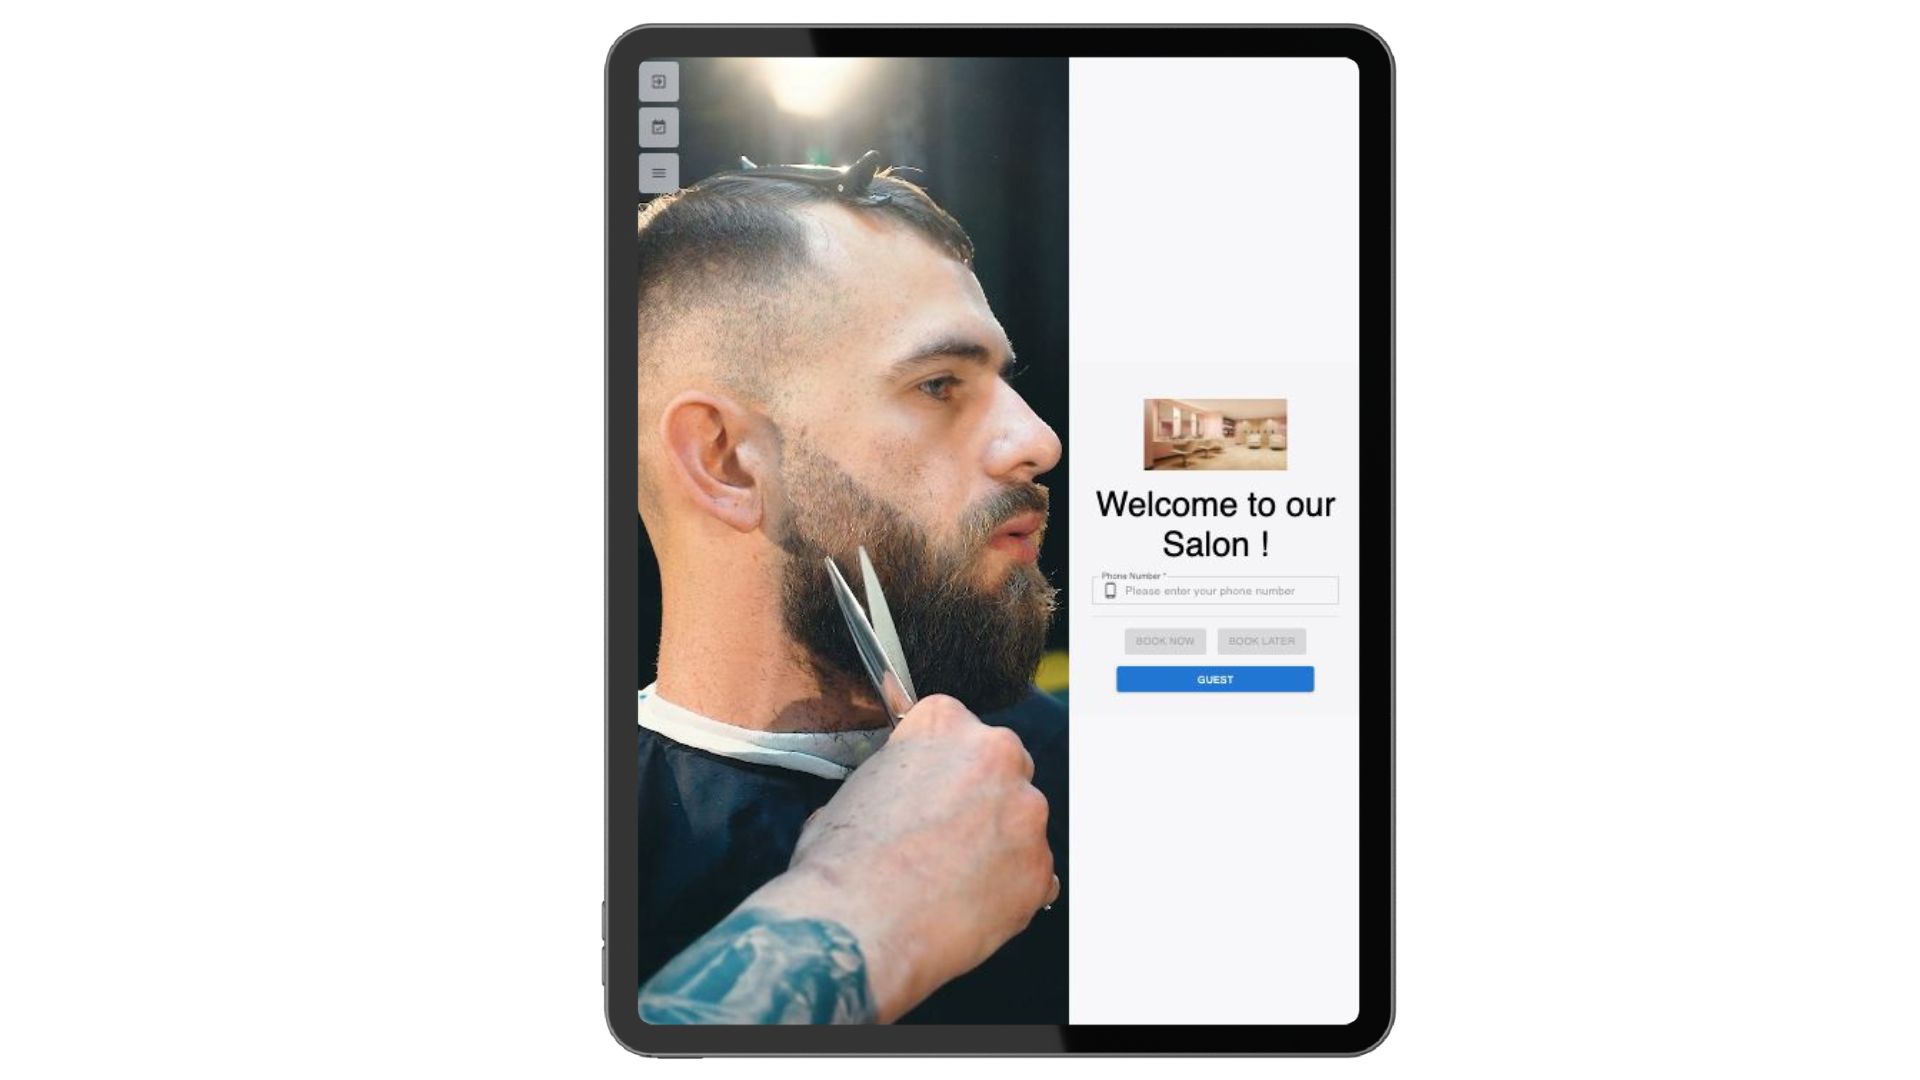 Welcome to our
Salon !
Phone Number *
Please enter your phone number
BOOK NOW
BOOK LATER
GUEST